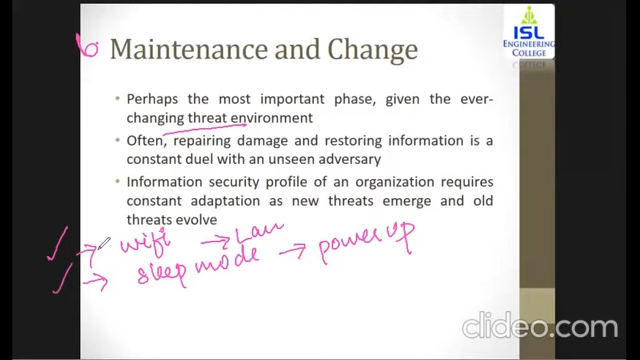 ISL
ENGINEERING
COLLEGE
6 Maintenance and Change
• Perhaps the most important phase, given the ever-
changing threat environment
• Often, repairing damage and restoring information is a
constant duel with an unseen adversary
• Information security profile of an organization requires
constant adaptation as new threats emerge and old
threats evolve
✓ → wifi → Lan
✓ → sleep mode → power up
clideo.com